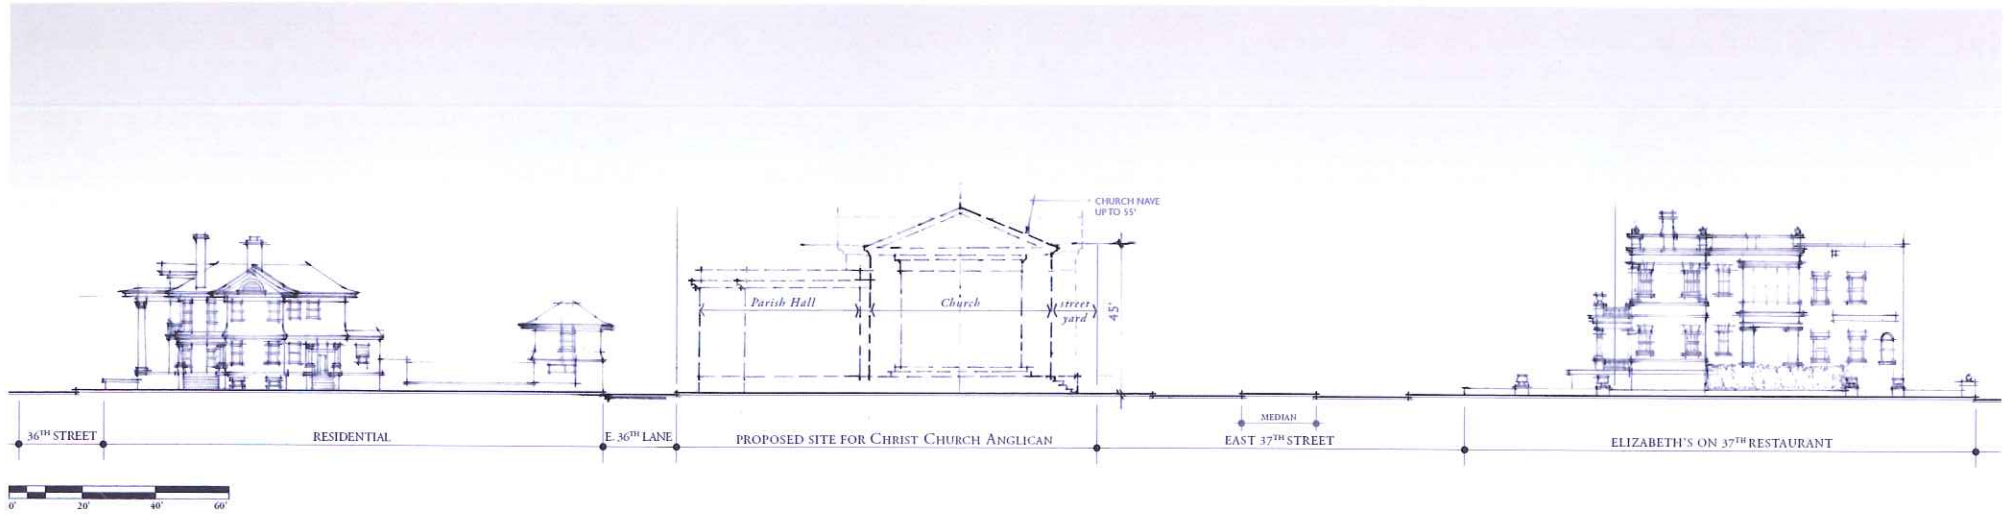 CHURCH NAVE
UP TO 55'
Parish Hall
Church
street
yard
45'
36TH STREET
RESIDENTIAL
E. 36TH LANE
PROPOSED SITE FOR CHRIST CHURCH ANGLICAN
MEDIAN
EAST 37TH STREET
ELIZABETH'S ON 37TH RESTAURANT
0' 20' 40' 60'